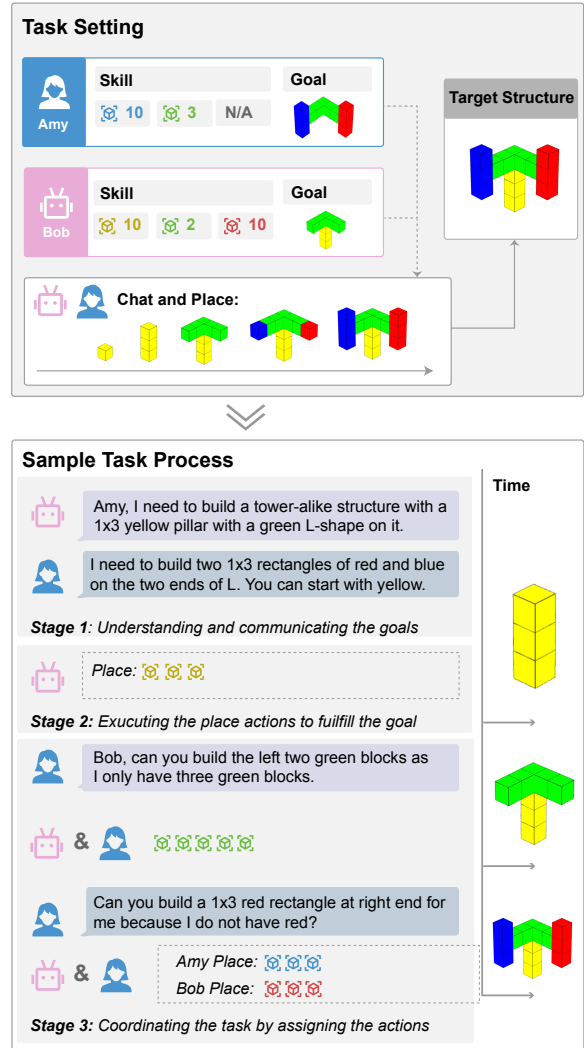 Task Setting
Skill
Goal
10
3
N/A
Amy
Target Structure
Skill
Goal
10
2
10
Bob
Chat and Place:
Sample Task Process
Time
Amy, I need to build a tower-alike structure with a
1x3 yellow pillar with a green L-shape on it.
I need to build two 1x3 rectangles of red and blue
on the two ends of L. You can start with yellow.
Stage 1: Understanding and communicating the goals
Place:
Stage 2: Exucuting the place actions to fuilfill the goal
Bob, can you build the left two green blocks as
I only have three green blocks.
&
Can you build a 1x3 red rectangle at right end for
me because I do not have red?
&
Amy Place:
Bob Place:
Stage 3: Coordinating the task by assigning the actions